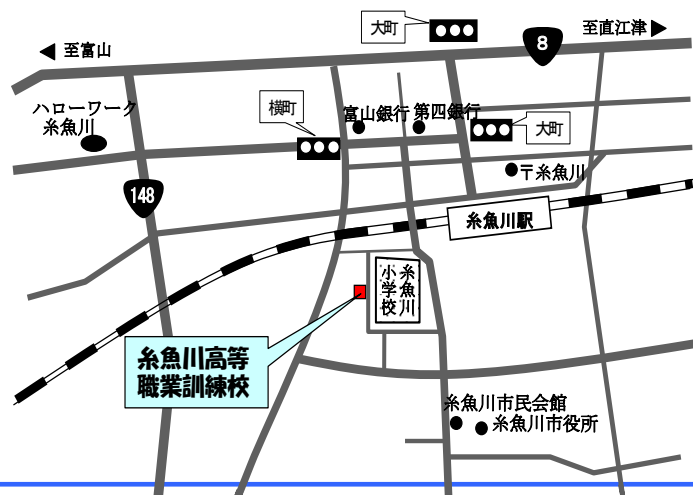 大町
8
至直江津
至富山
ハローワーク
糸魚川
横町
富山銀行
第四銀行
大町
〒糸魚川
148
糸魚川駅
糸魚川
小学校
糸魚川高等
職業訓練校
糸魚川市民会館
糸魚川市役所